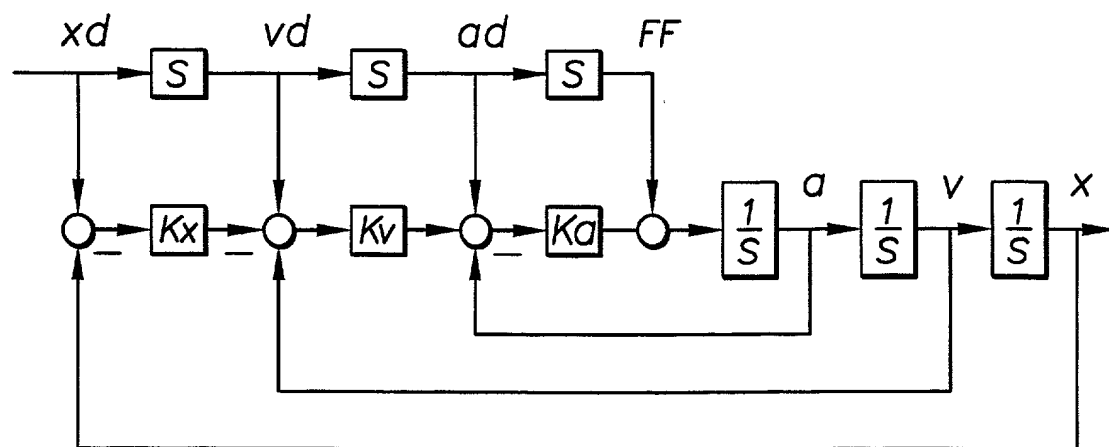 xd vd ad FF
S S S
a v x
Kx Kv Ka 1/S 1/S 1/S
− − −